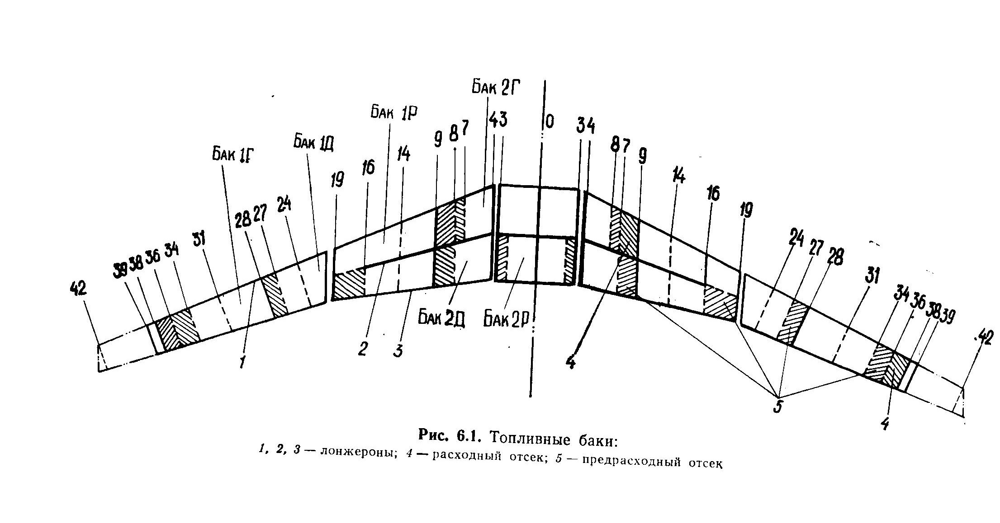 Бак 2Г
Бак 1Р
Бак 1Д
Бак 1Г
43
0
34
9 8 7
87
9
14
16
19
14
16
19
28 27 24
31
39 38 36 34
42
24 27 28
31
34 36 38 39
42
Бак 2Д
Бак 2Р
1
2
3
4
5
4
Рис. 6.1. Топливные баки:
1, 2, 3 — лонжероны; 4 — расходный отсек; 5 — предрасходный отсек